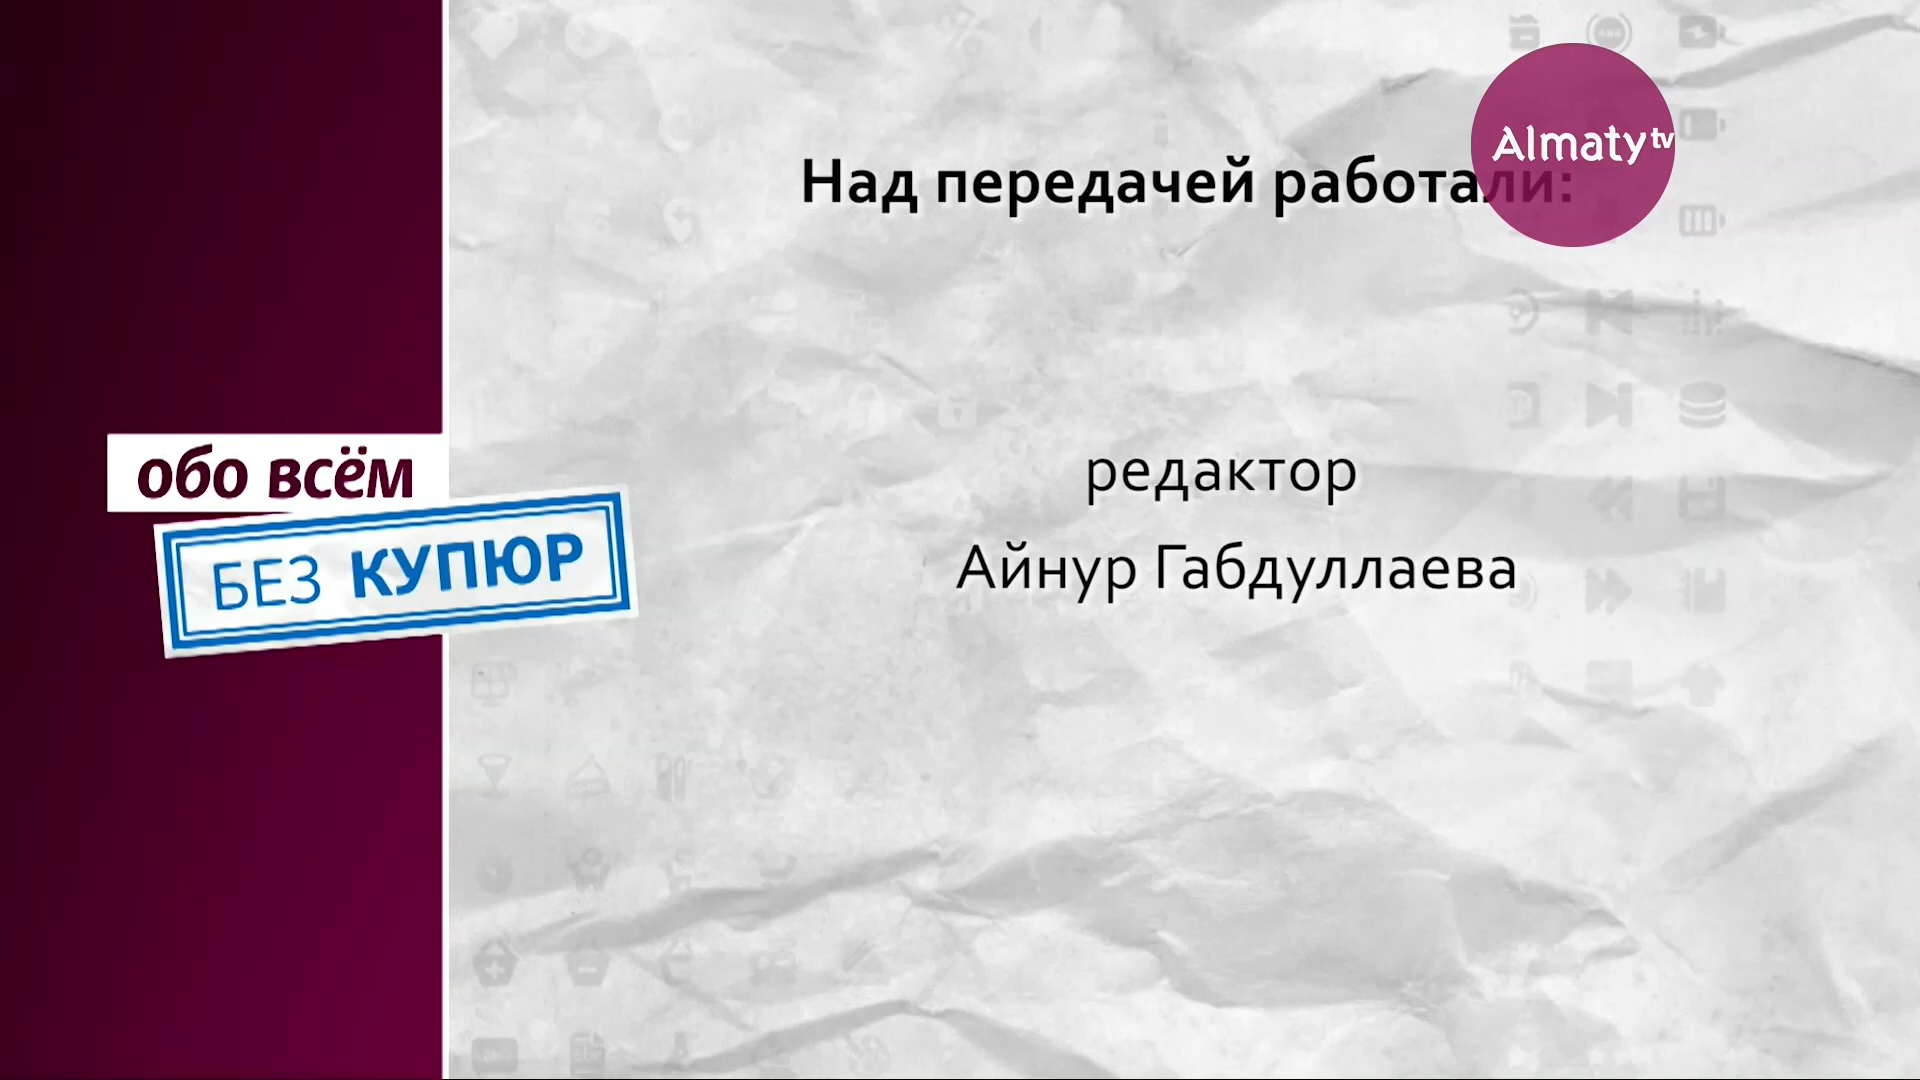 Almaty tv
Над передачей работали:
обо всём
БЕЗ КУПЮР
редактор
Айнур Габдуллаева